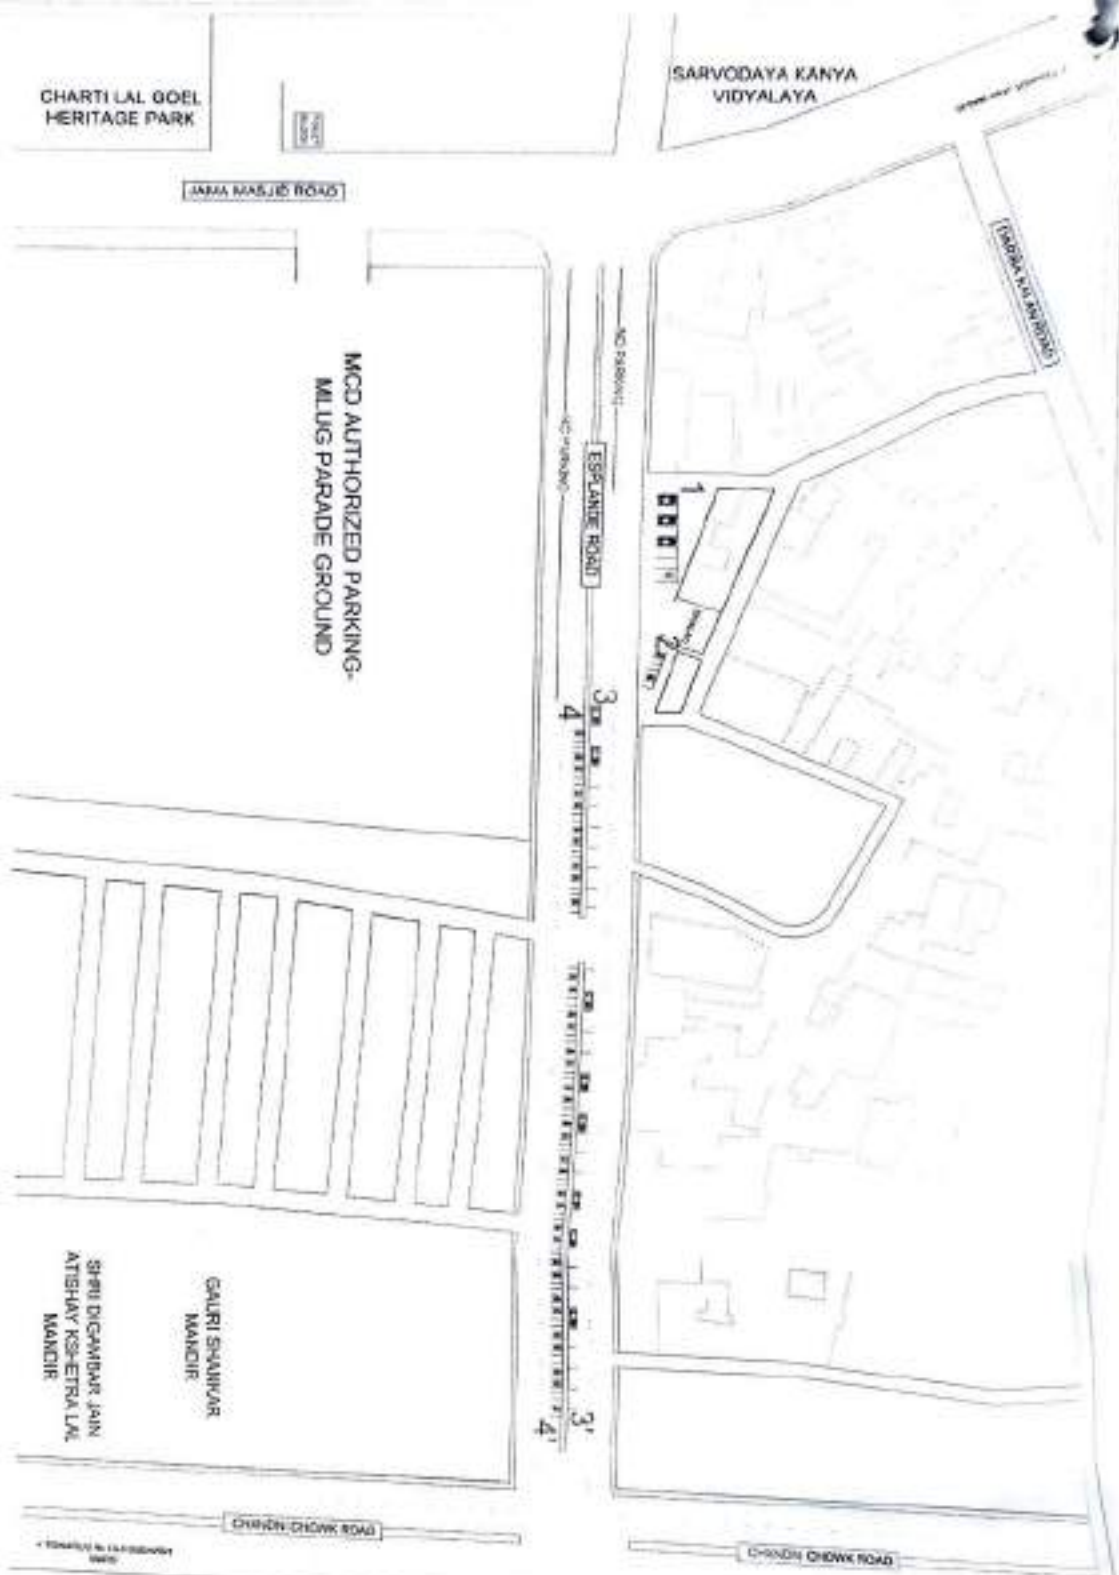 CHARTI LAL GOEL
HERITAGE PARK
TOILET
BLOCK
SARVODAYA KANYA
VIDYALAYA
JAMA MASJID ROAD
DARIBA KALAN ROAD
NO PARKING
NO PARKING
ESPLANDE ROAD
MCD AUTHORIZED PARKING-
MLUG PARADE GROUND
1
2
3
4
3'
4'
GAURI SHANKAR
MANDIR
SHRI DIGAMBAR JAIN
ATISHAY KSHETRA LAL
MANDIR
CHANDNI CHOWK ROAD
CHANDNI CHOWK ROAD